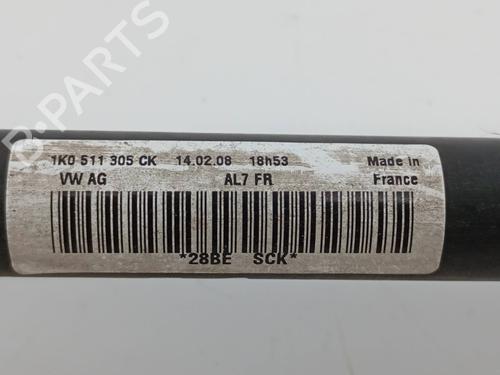 1K0 511 305 CK 14.02.08 18h53 Made in
VW AG AL7 FR France
*28BE SCK*
B-PARTS